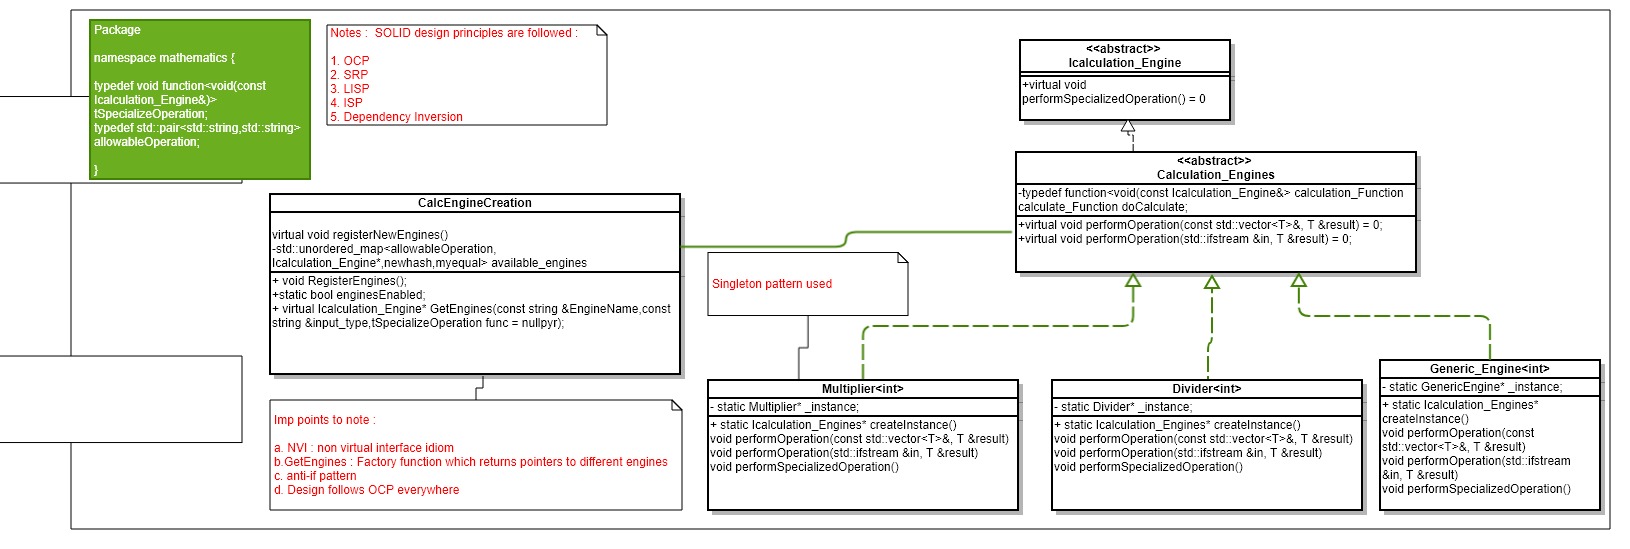 Package
namespace mathematics {
typedef void function<void(const
Icalculation_Engine&)>
tSpecializeOperation;
typedef std::pair<std::string,std::string>
allowableOperation;
}
Notes :  SOLID design principles are followed :
1. OCP
2. SRP
3. LISP
4. ISP
5. Dependency Inversion
<<abstract>>
Icalculation_Engine
+virtual void
performSpecializedOperation() = 0
<<abstract>>
Calculation_Engines
-typedef function<void(const Icalculation_Engine&> calculation_Function
calculate_Function doCalculate;
+virtual void performOperation(const std::vector<T>&, T &result) = 0;
+virtual void performOperation(std::ifstream &in, T &result) = 0;
CalcEngineCreation
virtual void registerNewEngines()
-std::unordered_map<allowableOperation,
Icalculation_Engine*,newhash,myequal> available_engines
+ void RegisterEngines();
+static bool enginesEnabled;
+ virtual Icalculation_Engine* GetEngines(const string &EngineName,const
string &input_type,tSpecializeOperation func = nullpyr);
Singleton pattern used
Imp points to note :
a. NVI : non virtual interface idiom
b.GetEngines : Factory function which returns pointers to different engines
c. anti-if pattern
d. Design follows OCP everywhere
Multiplier<int>
- static Multiplier* _instance;
+ static Icalculation_Engines* createInstance()
void performOperation(const std::vector<T>&, T &result)
void performOperation(std::ifstream &in, T &result)
void performSpecializedOperation()
Divider<int>
- static Divider* _instance;
+ static Icalculation_Engines* createInstance()
void performOperation(const std::vector<T>&, T &result)
void performOperation(std::ifstream &in, T &result)
void performSpecializedOperation()
Generic_Engine<int>
- static GenericEngine* _instance;
+ static Icalculation_Engines*
createInstance()
void performOperation(const
std::vector<T>&, T &result)
void performOperation(std::ifstream
&in, T &result)
void performSpecializedOperation()